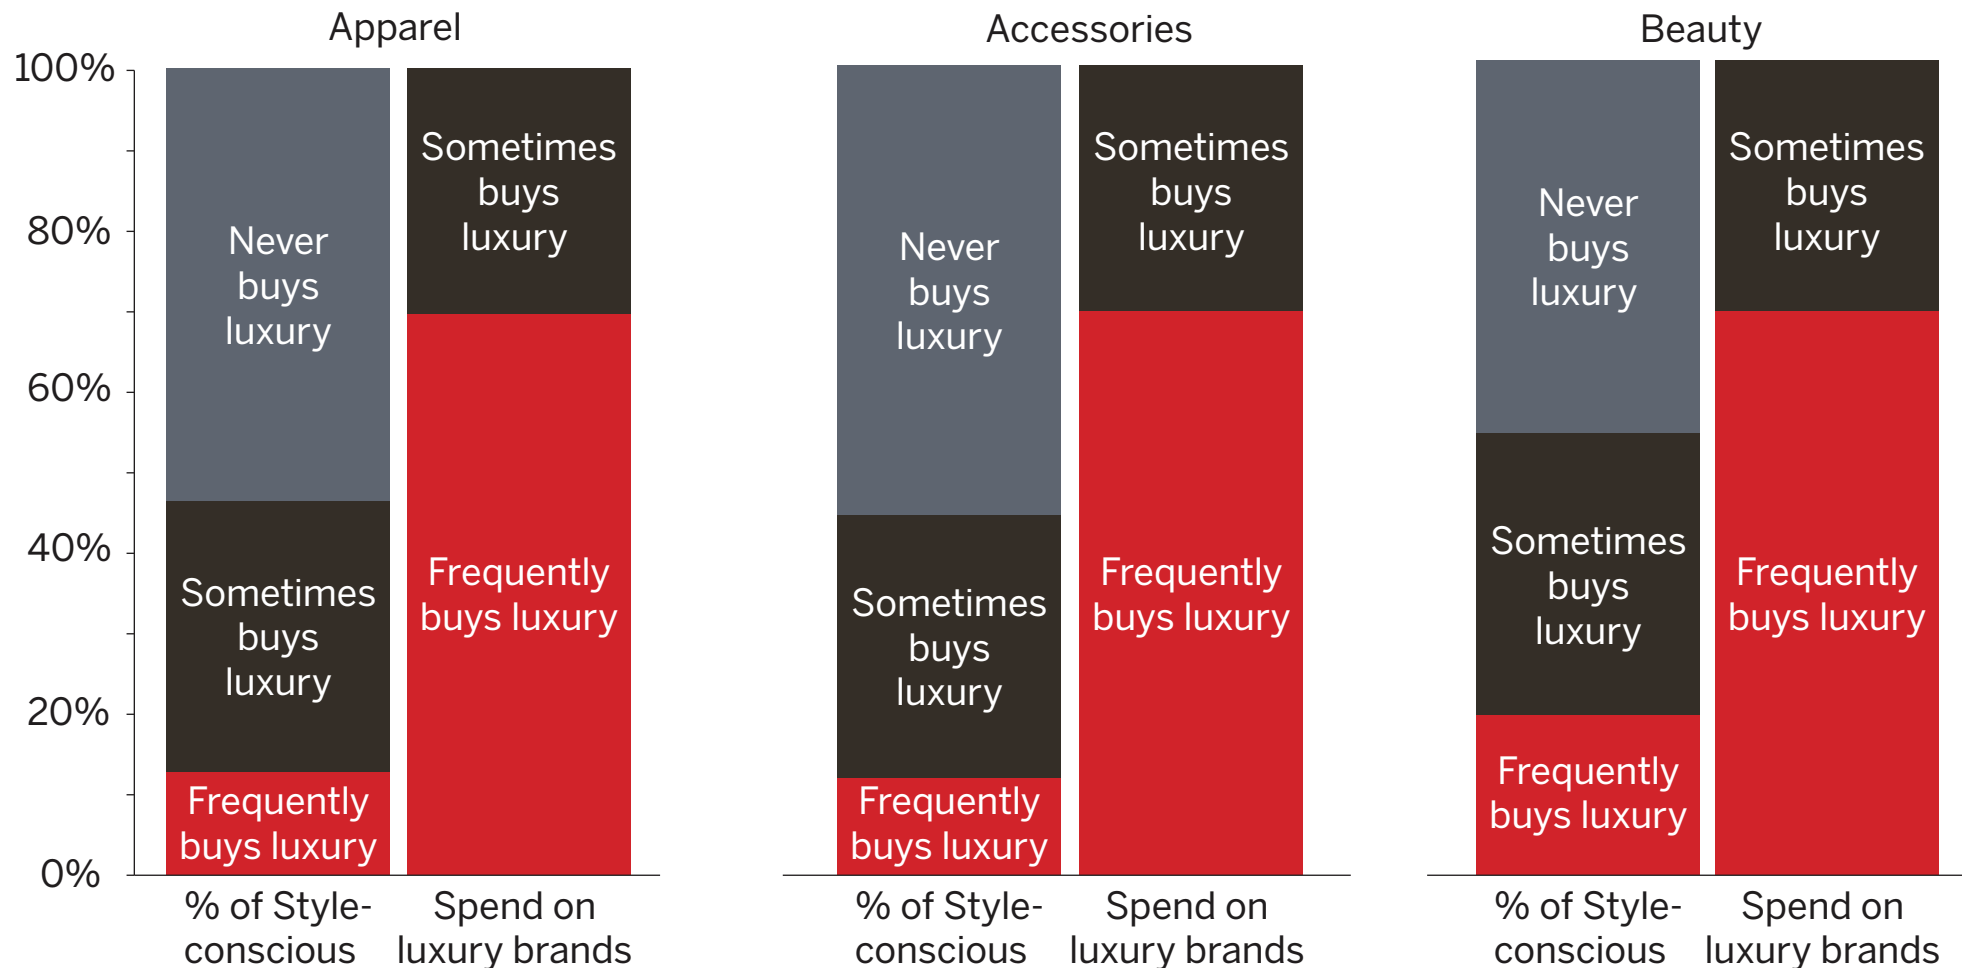 Apparel
Accessories
Beauty
100%
80%
60%
40%
20%
0%
Never
buys
luxury
Sometimes
buys
luxury
Frequently
buys luxury
Sometimes
buys
luxury
Frequently
buys luxury
% of Style-
conscious
Spend on
luxury brands
Never
buys
luxury
Sometimes
buys
luxury
Frequently
buys luxury
Sometimes
buys
luxury
Frequently
buys luxury
% of Style-
conscious
Spend on
luxury brands
Never
buys
luxury
Sometimes
buys
luxury
Frequently
buys luxury
Sometimes
buys
luxury
Frequently
buys luxury
% of Style-
conscious
Spend on
luxury brands